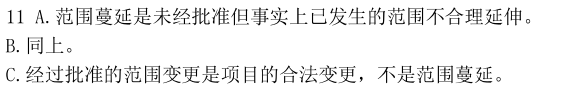 11 A.范围蔓延是未经批准但事实上已发生的范围不合理延伸。
B.同上。
C.经过批准的范围变更是项目的合法变更，不是范围蔓延。